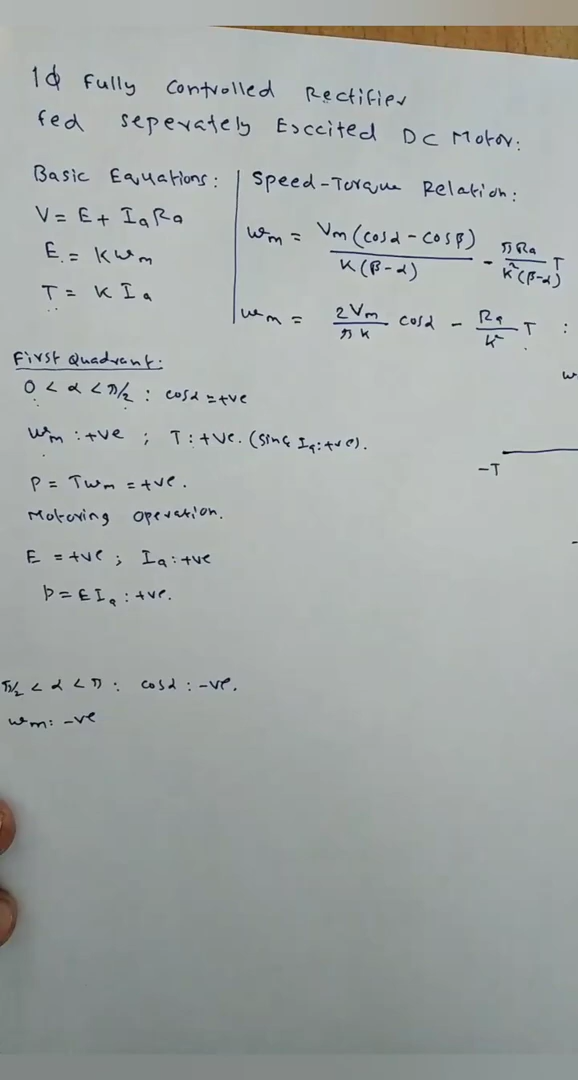 1ϕ Fully Controlled Rectifier
fed seperately Excited DC Motor:
Basic Equations:
V = E + IaRa
E = Kωm
T = K Ia
Speed-Torque Relation:
ωm = Vm(cosα - cosβ) / K(β-α) - πRa / K²(β-α) T
ωm = 2Vm / πK cosα - Ra / K² T :
First Quadrant:
0 < α < π/2 : cosα = +ve
ωm : +ve ; T : +ve. (since Ia : +ve).
P = Tωm = +ve.
Motoring Operation.
E = +ve ; Ia : +ve
P = EIa : +ve.
-T
π/2 < α < π : cosα : -ve.
ωm : -ve